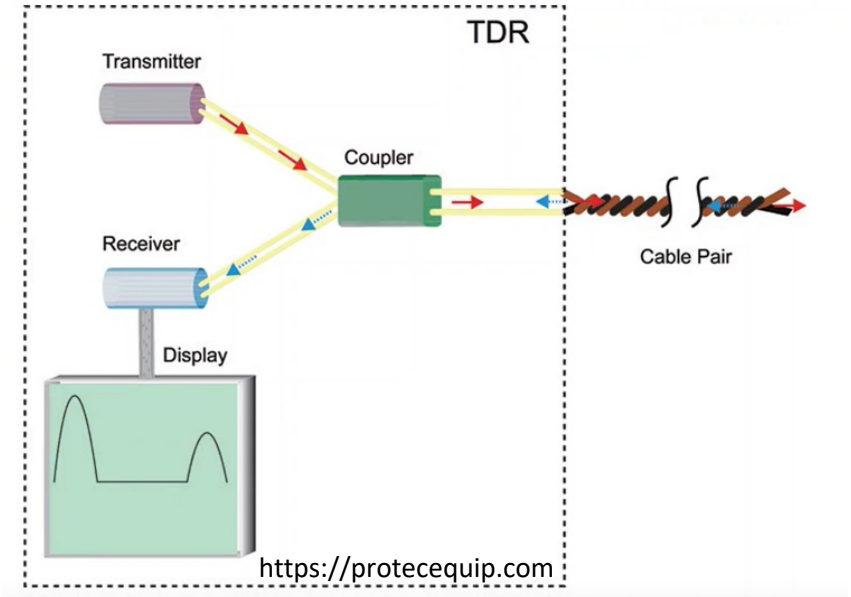 TDR
Transmitter
Coupler
Receiver
Cable Pair
Display
https://protecequip.com